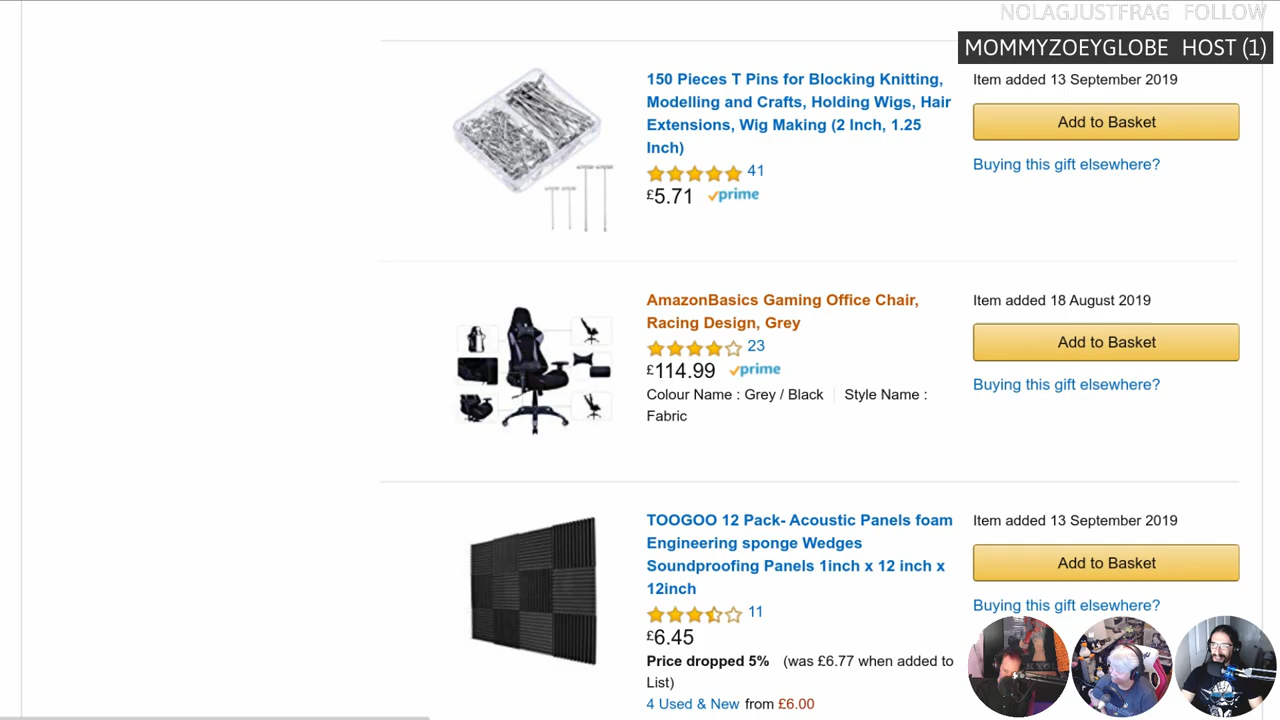 NOLAGJUSTFRAG FOLLOW
MOMMYZOEYGLOBE HOST (1)
150 Pieces T Pins for Blocking Knitting,
Modelling and Crafts, Holding Wigs, Hair
Extensions, Wig Making (2 Inch, 1.25
Inch)
41
£5.71 prime
Item added 13 September 2019
Add to Basket
Buying this gift elsewhere?
AmazonBasics Gaming Office Chair,
Racing Design, Grey
23
£114.99 prime
Colour Name : Grey / Black Style Name :
Fabric
Item added 18 August 2019
Add to Basket
Buying this gift elsewhere?
TOOGOO 12 Pack- Acoustic Panels foam
Engineering sponge Wedges
Soundproofing Panels 1inch x 12 inch x
12inch
11
£6.45
Price dropped 5% (was £6.77 when added to
List)
4 Used & New from £6.00
Item added 13 September 2019
Add to Basket
Buying this gift elsewhere?